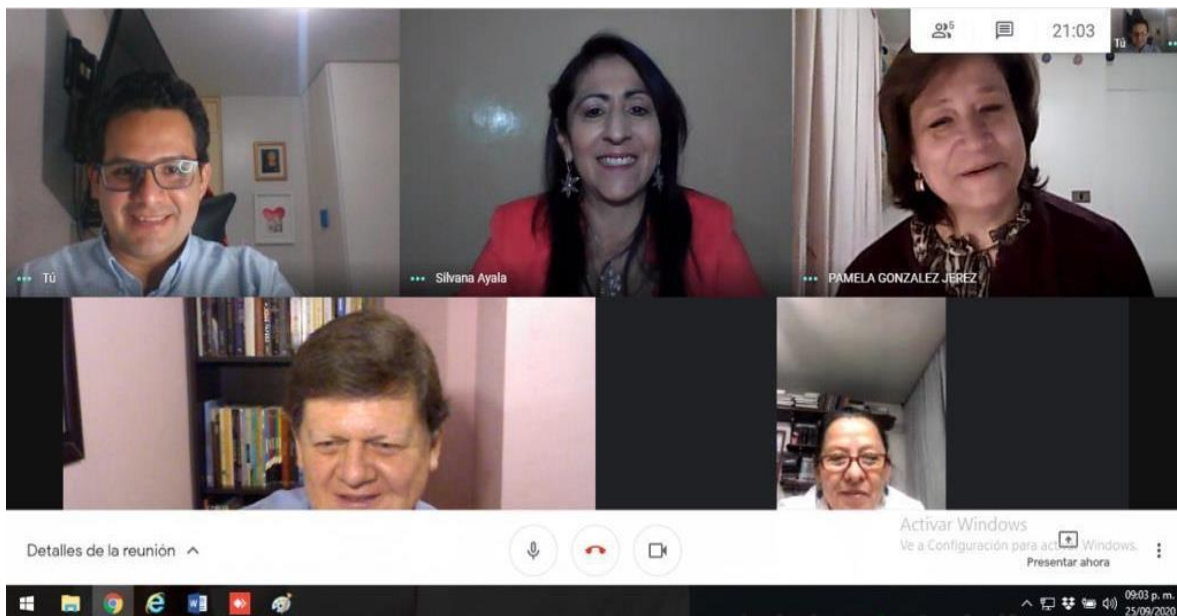 5
21:03
Tú
Tú
Silvana Ayala
PAMELA GONZALEZ JEREZ
Detalles de la reunión
Activar Windows
Ve a Configuración para activar Windows.
Presentar ahora
09:03 p. m.
25/09/2020